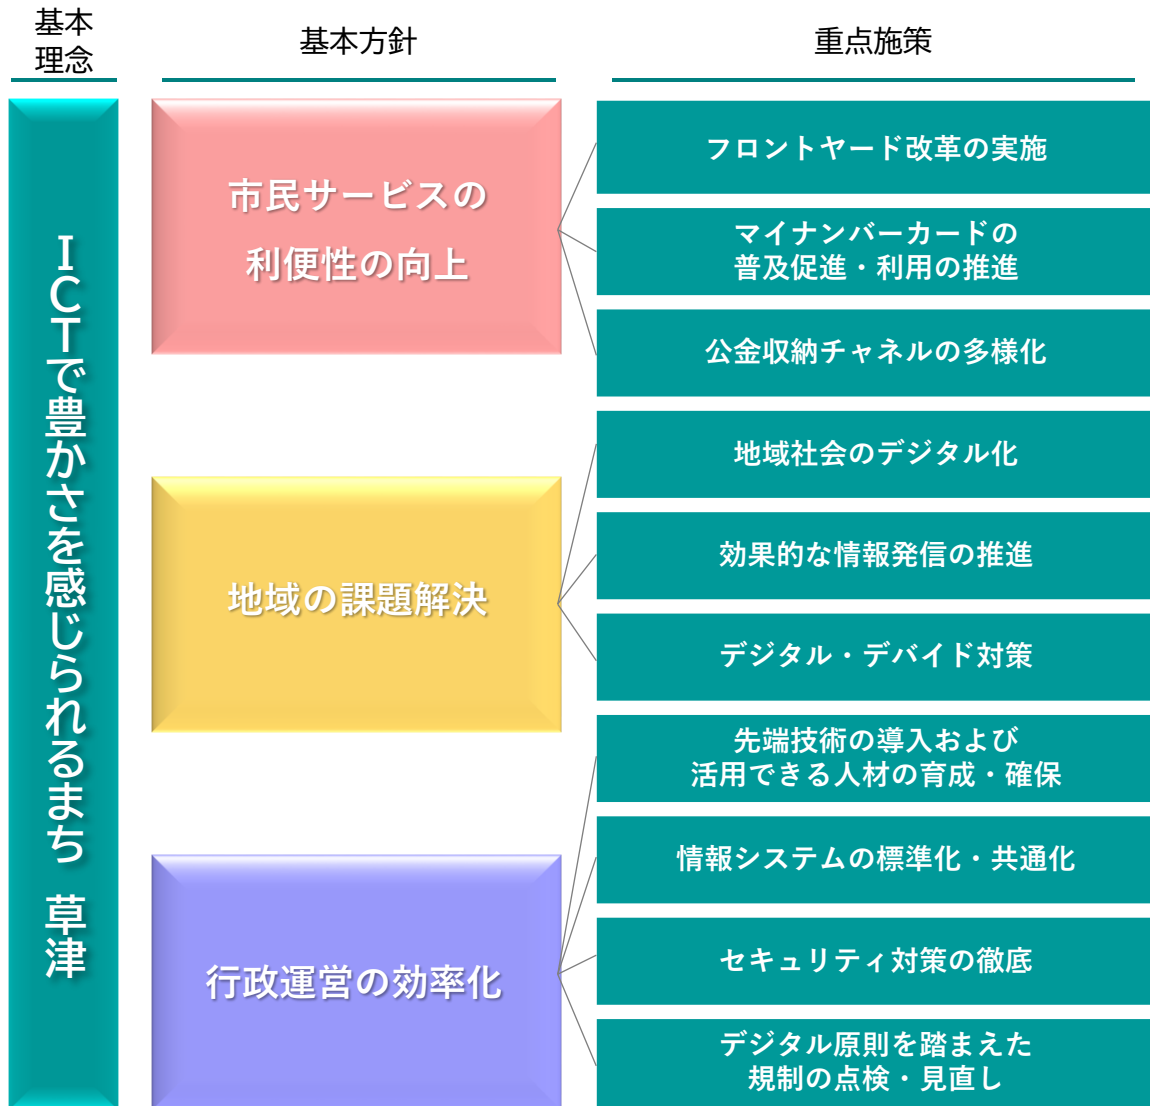 基本
理念
基本方針
重点施策
ICTで豊かさを感じられるまち 草津
市民サービスの
利便性の向上
フロントヤード改革の実施
マイナンバーカードの
普及促進・利用の推進
公金収納チャネルの多様化
地域の課題解決
地域社会のデジタル化
効果的な情報発信の推進
デジタル・デバイド対策
行政運営の効率化
先端技術の導入および
活用できる人材の育成・確保
情報システムの標準化・共通化
セキュリティ対策の徹底
デジタル原則を踏まえた
規制の点検・見直し